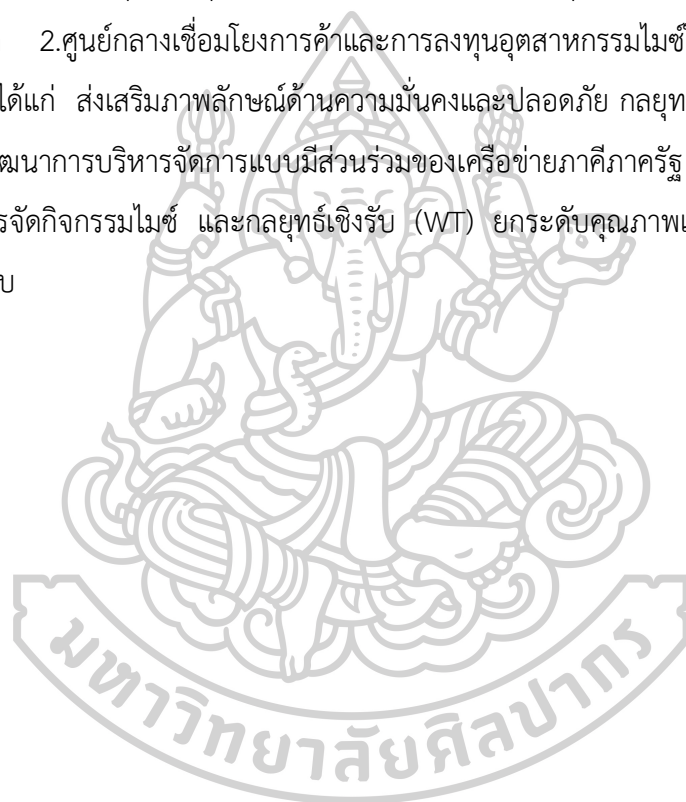 2.ศูนย์กลางเชื่อมโยงการค้าและการลงทุนอุตสาหกรรมไมซ์
ได้แก่ ส่งเสริมภาพลักษณ์ด้านความมั่นคงและปลอดภัย กลยุท
ฒนาการบริหารจัดการแบบมีส่วนร่วมของเครือข่ายภาคีภาครัฐ
รจัดกิจกรรมไมซ์ และกลยุทธ์เชิงรับ (WT) ยกระดับคุณภาพแ
บ
มหาวิทยาลัยศิลปากร